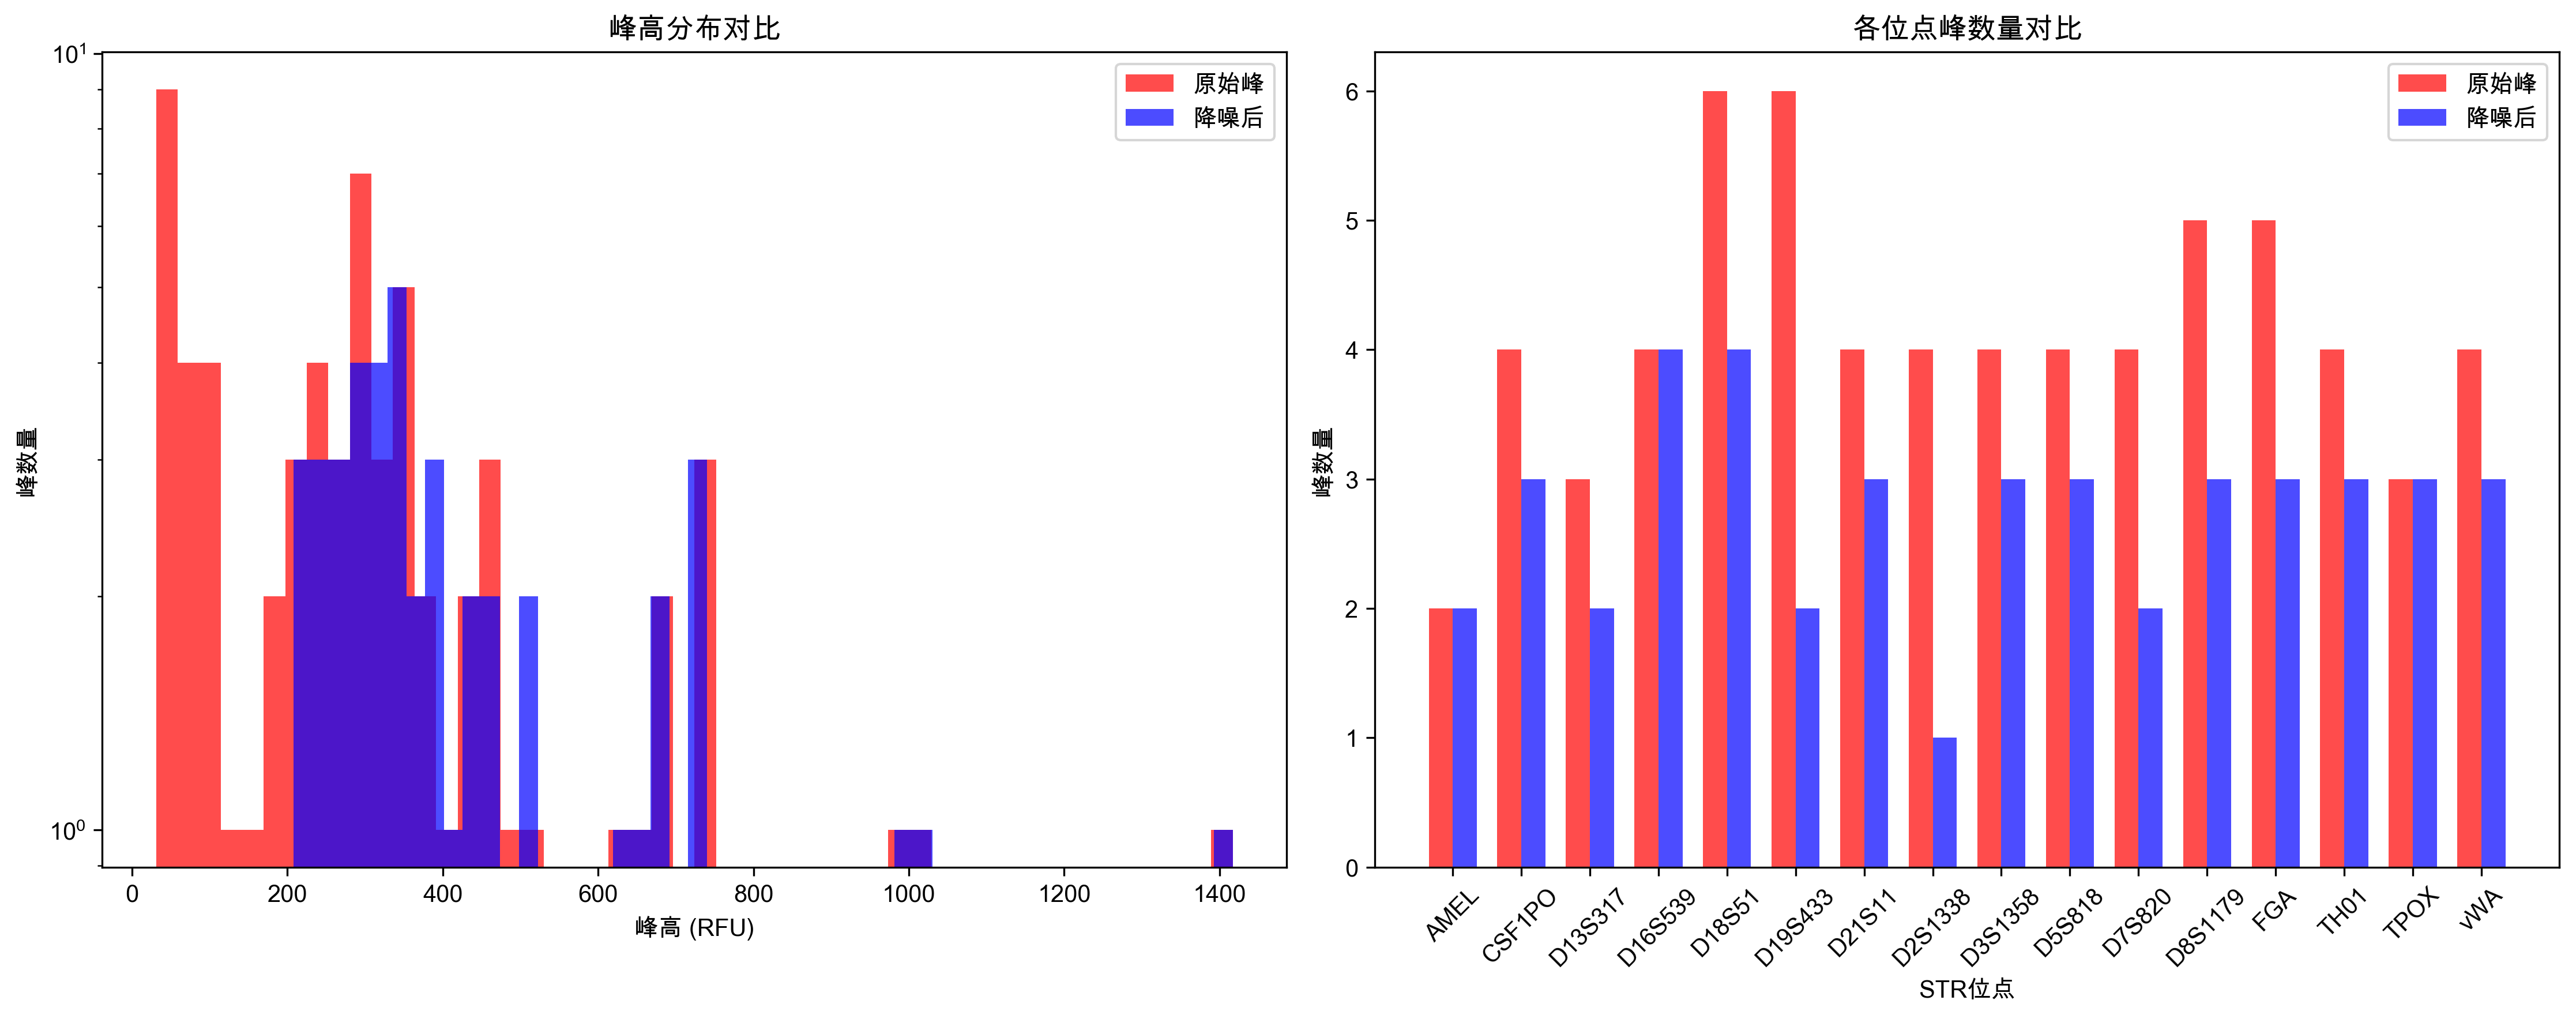 峰高分布对比
10¹
10⁰
峰数量
0 200 400 600 800 1000 1200 1400
峰高 (RFU)
原始峰
降噪后
各位点峰数量对比
6
5
4
3
2
1
0
峰数量
AMEL CSF1PO D13S317 D16S539 D18S51 D19S433 D21S11 D2S1338 D3S1358 D5S818 D7S820 D8S1179 FGA TH01 TPOX vWA
STR位点
原始峰
降噪后